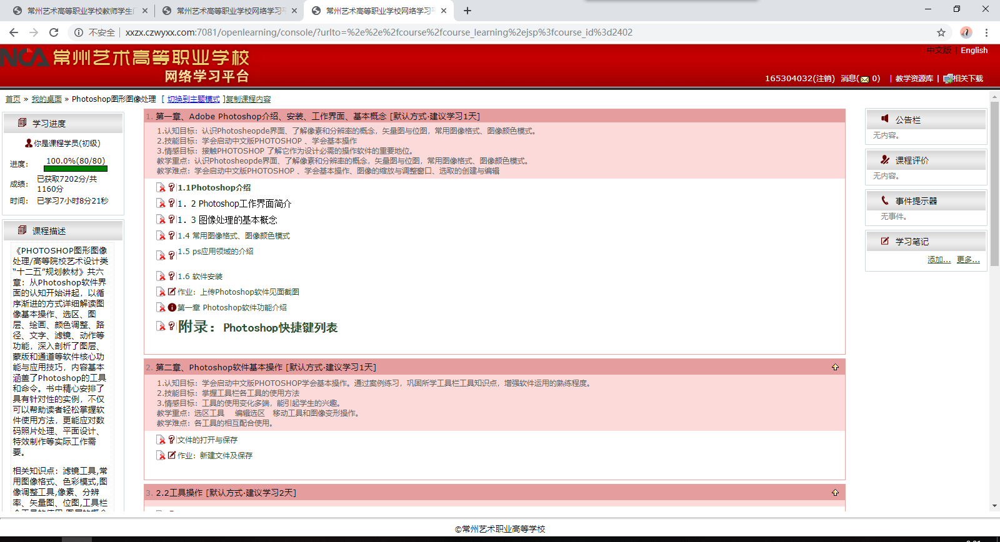 常州艺术高等职业学校教师学生
常州艺术高等职业学校网络学习平
常州艺术高等职业学校网络学习平
不安全 | xxzx.czwyxx.com:7081/openlearning/console/?urlto=%2e%2e%2fcourse%2fcourse_learning%2ejsp%3fcourse_id%3d2402
中文版 | English
NCA 常州艺术高等职业学校
网络学习平台
165304032(注销) 消息( 0) | 教学资源库 | 相关下载
首页 » 我的桌面 » Photoshop图形图像处理 [ 切换到主题模式 ]复制课程内容
学习进度
你是课程学员(初级)
进度： 100.0%(80/80)
成绩： 已获取7202分/共
1160分
时间： 已学习7小时8分21秒
课程描述
《PHOTOSHOP图形图像
处理/高等院校艺术设计类
“十二五”规划教材》共六
章：从Photoshop软件界
面的认知开始讲起，以循
序渐进的方式详细解读图
像基本操作、选区、图
层、绘画、颜色调整、路
径、文字、滤镜、动作等
功能，深入剖析了图层、
蒙版和通道等软件核心功
能与应用技巧，内容基本
涵盖了Photoshop的工具
和命令。书中精心安排了
具有针对性的实例，不仅
可以帮助读者轻松掌握软
件使用方法，更能应对数
码照片处理、平面设计、
特效制作等实际工作需
要。
相关知识点：滤镜工具,常
用图像格式、色彩模式,图
像调整工具,像素、分辨
率、矢量图、位图,工具栏
1. 第一章、Adobe Photoshop介绍、安装、工作界面、基本概念 [默认方式·建议学习1天]
1.认知目标：认识Photosheopde界面、了解像素和分辨率的概念，矢量图与位图，常用图像格式、图像颜色模式。
2.技能目标：学会启动中文版PHOTOSHOP 、学会基本操作
3.情感目标：接触PHOTOSHOP 了解它作为设计必需的操作软件的重要地位。
教学重点：认识Photosheopde界面、了解像素和分辨率的概念，矢量图与位图，常用图像格式、图像颜色模式。
教学难点：学会启动中文版PHOTOSHOP 、学会基本操作、图像的缩放与调整窗口、选取的创建与编辑
1.1Photoshop介绍
1．2 Photoshop工作界面简介
1．3 图像处理的基本概念
1.4 常用图像格式、图像颜色模式
1.5 ps应用领域的介绍
1.6 软件安装
作业：上传Photoshop软件见面截图
第一章 Photoshop软件功能介绍
附录：Photoshop快捷键列表
2. 第二章、Photoshop软件基本操作 [默认方式·建议学习1天]
1.认知目标：学会启动中文版PHOTOSHOP学会基本操作。通过案例练习，巩固所学工具栏工具知识点，增强软件运用的熟练程度。
2.技能目标：掌握工具栏各工具的使用方法
3.情感目标：工具的使用变化多端，能引起学生的兴趣。
教学重点：选区工具 编辑选区 移动工具和图像变形操作。
教学难点：各工具的相互配合使用。
文件的打开与保存
作业：新建文件及保存
3. 2.2工具操作 [默认方式·建议学习2天]
公告栏
无内容。
课程评价
无内容。
事件提示器
无事件。
学习笔记
添加... 更多...
©常州艺术职业高等学校